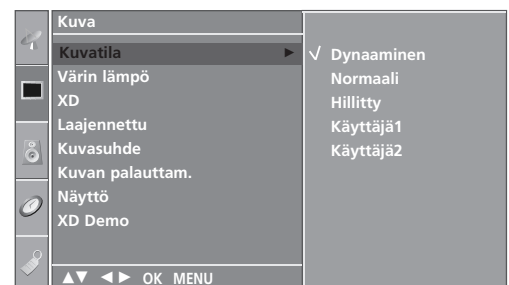 Kuva
Kuvatila ► √ Dynaaminen
Värin lämpö Normaali
XD Hillitty
Laajennettu Käyttäjä1
Kuvasuhde Käyttäjä2
Kuvan palauttam.
Näyttö
XD Demo
▲▼ ◄► OK MENU